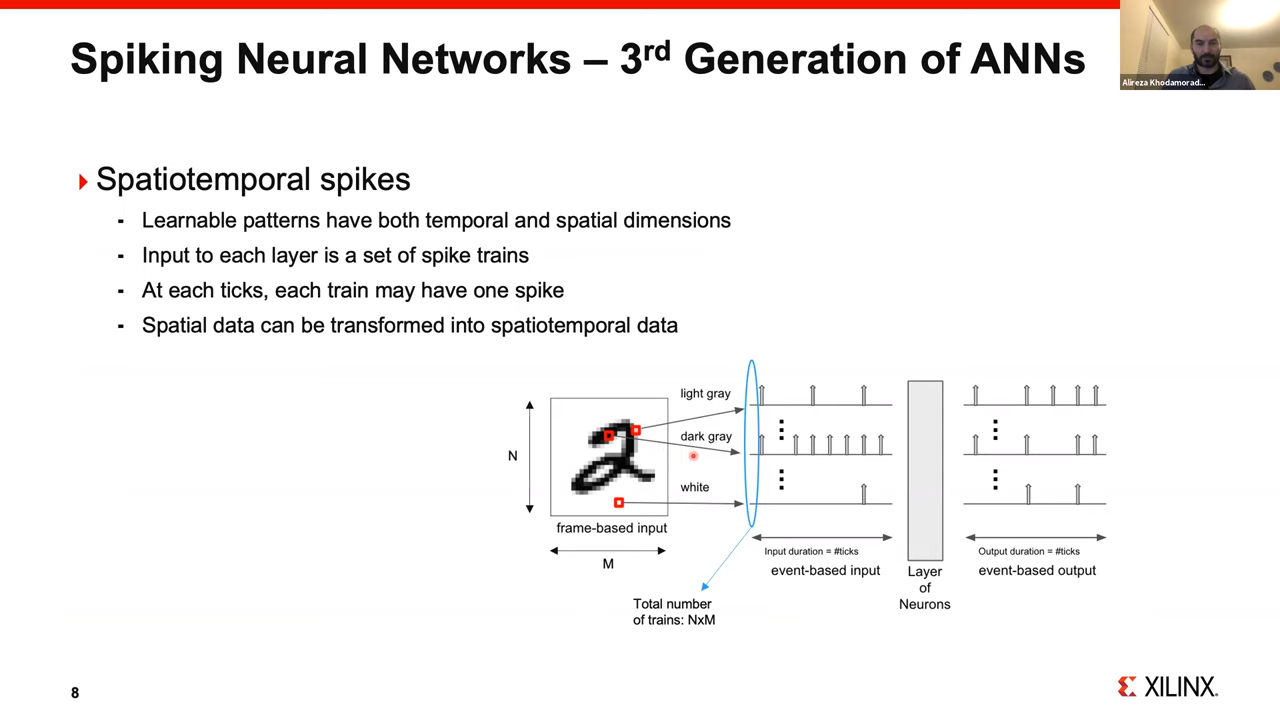 Spiking Neural Networks – 3rd Generation of ANNs
Alireza Khodamorad...
Spatiotemporal spikes
- Learnable patterns have both temporal and spatial dimensions
- Input to each layer is a set of spike trains
- At each ticks, each train may have one spike
- Spatial data can be transformed into spatiotemporal data
light gray
dark gray
white
N
frame-based input
M
Total number
of trains: NxM
Input duration = #ticks
event-based input
Layer
of
Neurons
Output duration = #ticks
event-based output
8
XILINX.